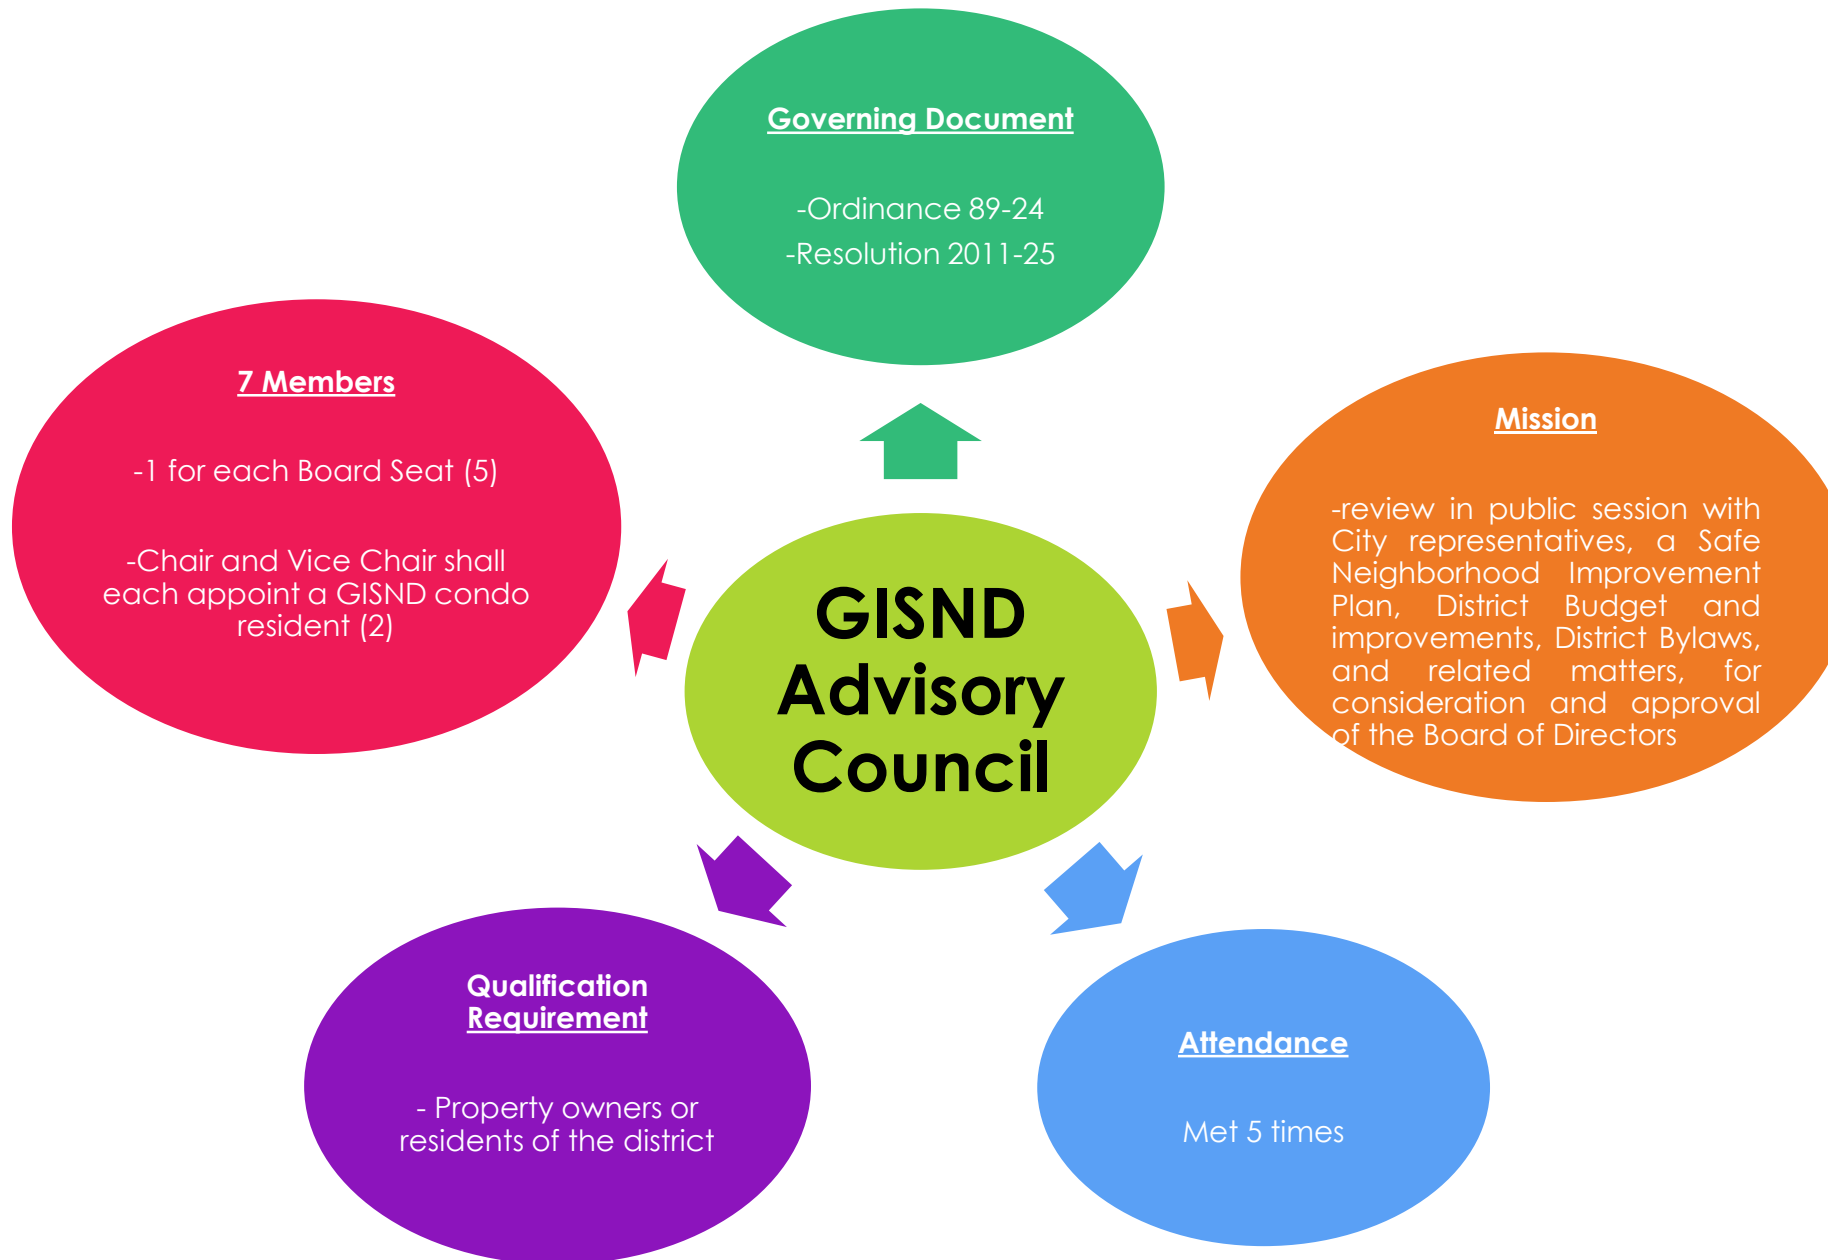 Governing Document
-Ordinance 89-24
-Resolution 2011-25
7 Members
-1 for each Board Seat (5)
-Chair and Vice Chair shall
each appoint a GISND condo
resident (2)
Mission
-review in public session with
City representatives, a Safe
Neighborhood Improvement
Plan, District Budget and
improvements, District Bylaws,
and related matters, for
consideration and approval
of the Board of Directors
GISND
Advisory
Council
Qualification
Requirement
- Property owners or
residents of the district
Attendance
Met 5 times